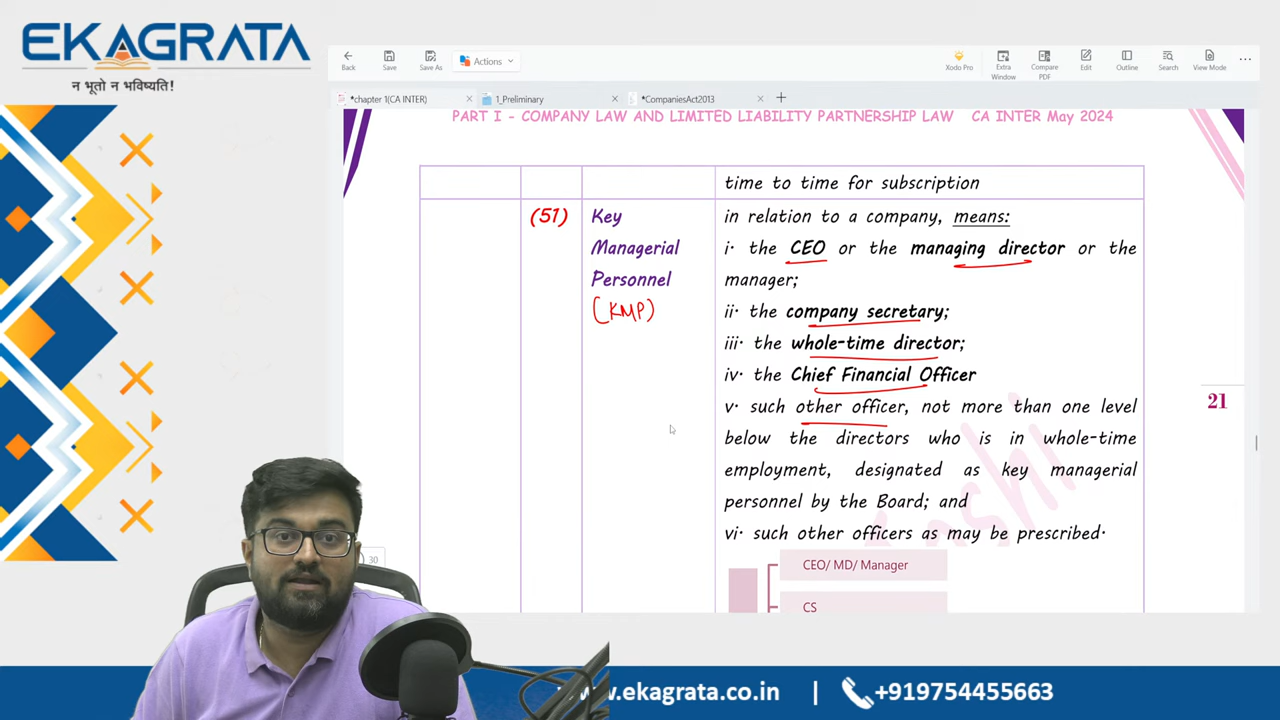 EKAGRATA
न भूतो न भविष्यति!
Back
Save
Save As
Actions
Xodo Pro
Extra Window
Compare PDF
Edit
Outline
Search
View Mode
*chapter 1(CA INTER)
1_Preliminary
*CompaniesAct2013
PART I - COMPANY LAW AND LIMITED LIABILITY PARTNERSHIP LAW CA INTER May 2024
time to time for subscription
(51)
Key
Managerial
Personnel
(KMP)
in relation to a company, means:
i. the CEO or the managing director or the
manager;
ii. the company secretary;
iii. the whole-time director;
iv. the Chief Financial Officer
v. such other officer, not more than one level
below the directors who is in whole-time
employment, designated as key managerial
personnel by the Board; and
vi. such other officers as may be prescribed.
21
30
CEO/ MD/ Manager
CS
www.ekagrata.co.in | +919754455663